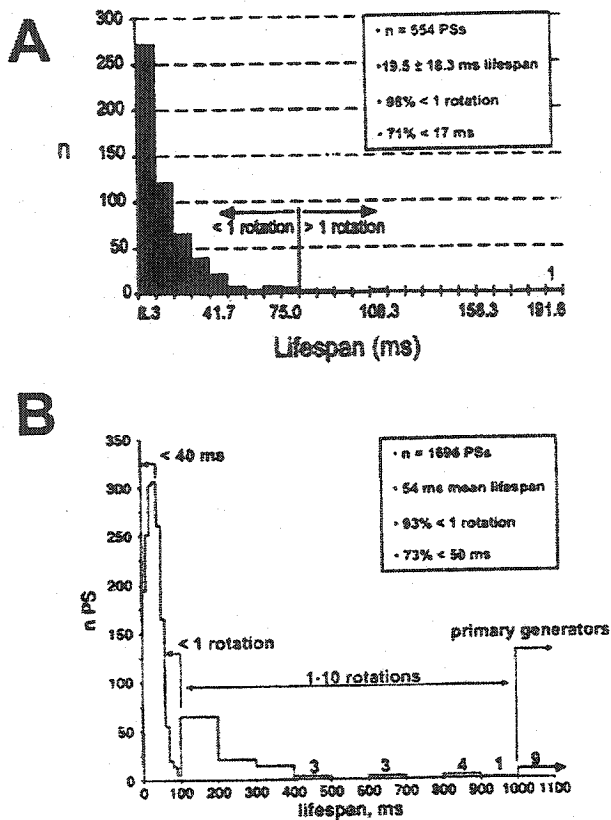 A
300
250
200
150
100
50
0
n
• n = 554 PSs
•19.5 ± 18.3 ms lifespan
• 98% < 1 rotation
• 71% < 17 ms
< 1 rotation > 1 rotation
1
8.3 41.7 75.0 108.3 158.3 191.6
Lifespan (ms)
B
350
300
250
200
150
100
50
0
n PS
< 40 ms
• n = 1696 PSs
• 54 ms mean lifespan
• 93% < 1 rotation
• 73% < 50 ms
< 1 rotation
primary generators
1-10 rotations
3 3 4 1 9
0 100 200 300 400 500 600 700 800 900 1000 1100
lifespan, ms